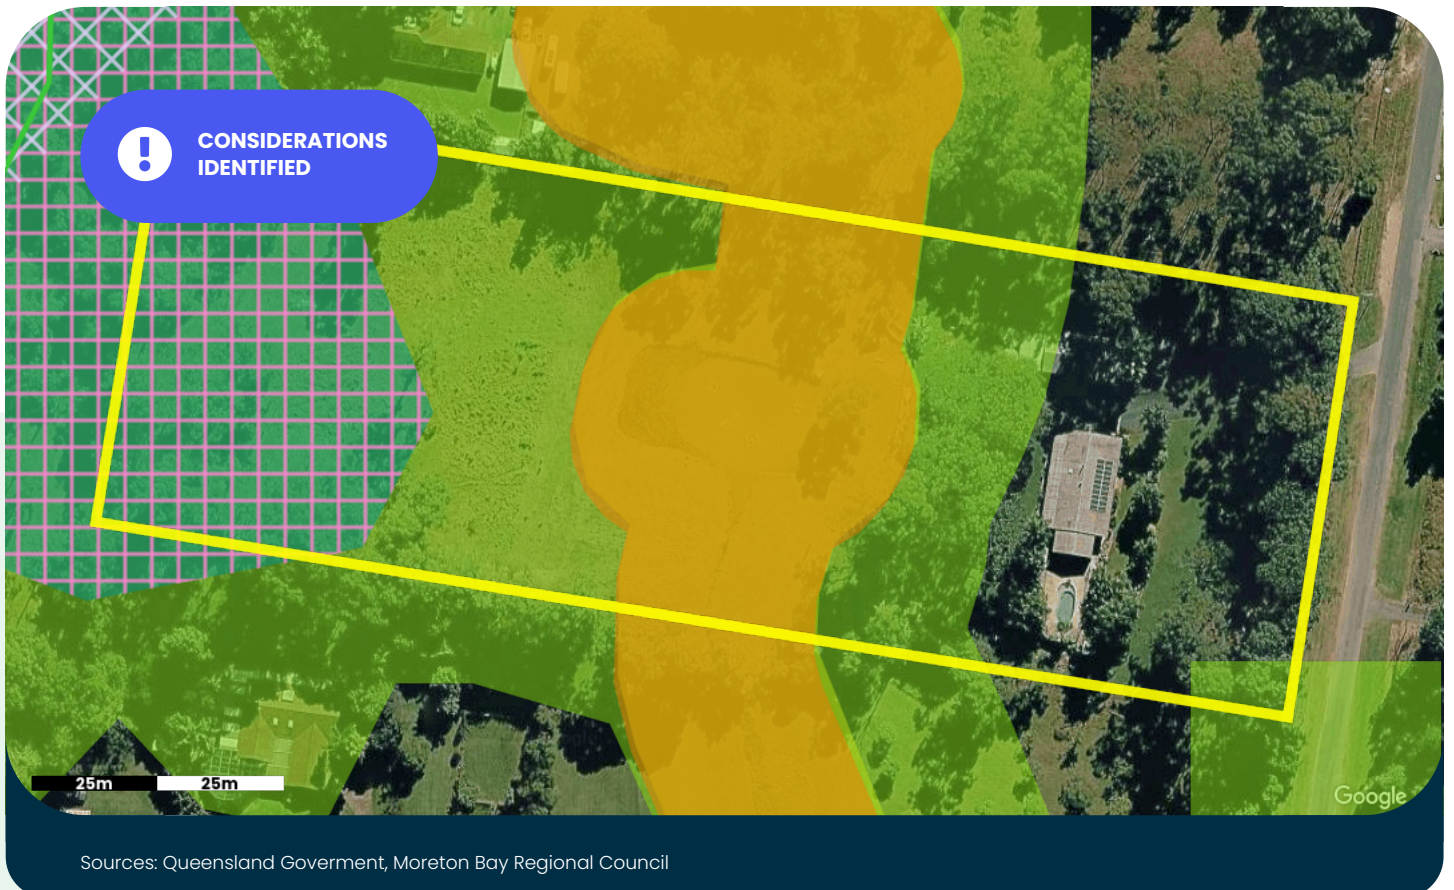 CONSIDERATIONS
IDENTIFIED
25m 25m
Google
Sources: Queensland Goverment, Moreton Bay Regional Council